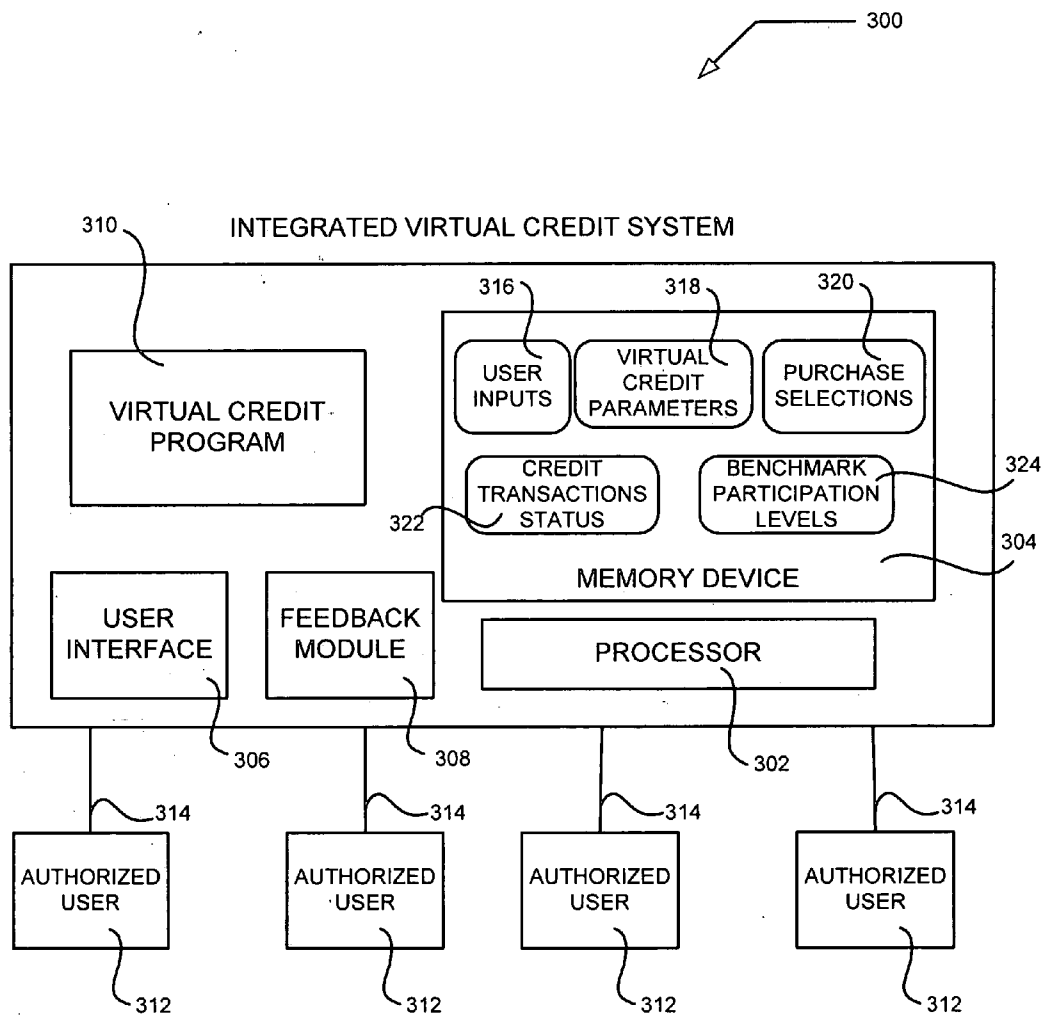 300
INTEGRATED VIRTUAL CREDIT SYSTEM
310
316
318
320
VIRTUAL CREDIT
PROGRAM
USER
INPUTS
VIRTUAL
CREDIT
PARAMETERS
PURCHASE
SELECTIONS
CREDIT
TRANSACTIONS
STATUS
322
BENCHMARK
PARTICIPATION
LEVELS
324
304
MEMORY DEVICE
USER
INTERFACE
FEEDBACK
MODULE
PROCESSOR
306
308
302
314
314
314
314
AUTHORIZED
USER
AUTHORIZED
USER
AUTHORIZED
USER
AUTHORIZED
USER
312
312
312
312